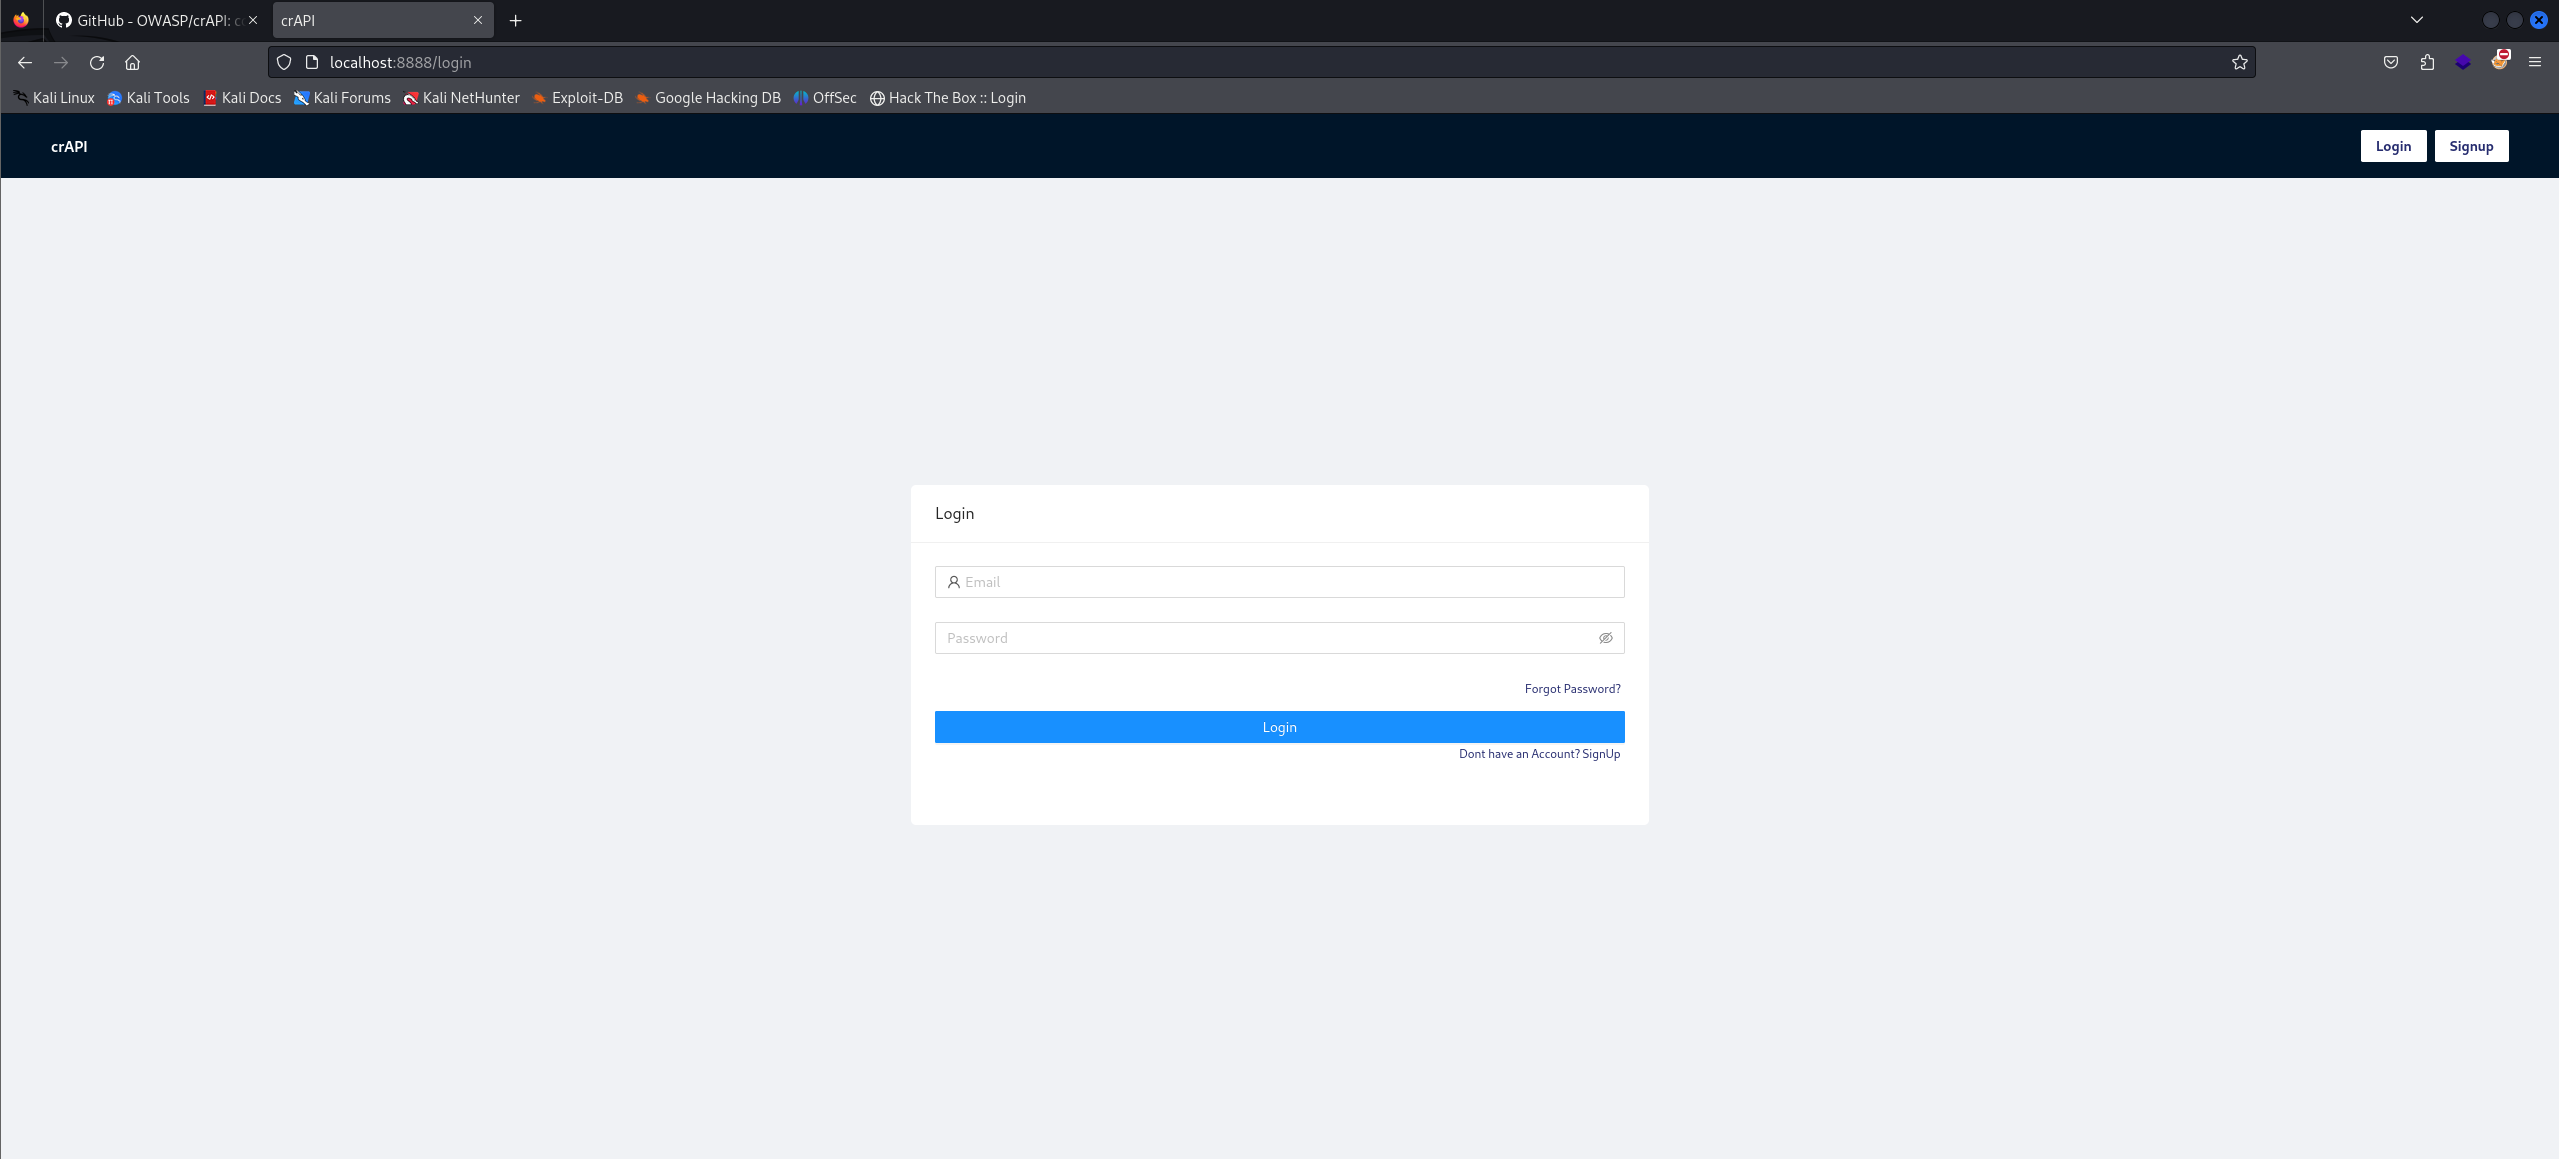 GitHub - OWASP/crAPI: c
crAPI
localhost:8888/login
Kali Linux Kali Tools Kali Docs Kali Forums Kali NetHunter Exploit-DB Google Hacking DB OffSec Hack The Box :: Login
crAPI Login Signup
Login
Email
Password
Forgot Password?
Login
Dont have an Account? SignUp